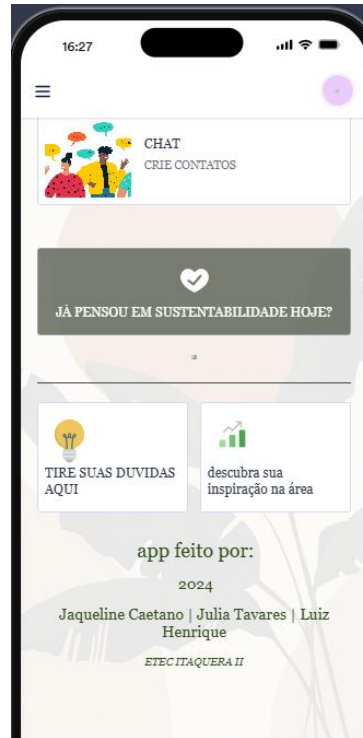 16:27
CHAT
CRIE CONTATOS
JÁ PENSOU EM SUSTENTABILIDADE HOJE?
TIRE SUAS DUVIDAS
AQUI
descubra sua
inspiração na área
app feito por:
2024
Jaqueline Caetano | Julia Tavares | Luiz
Henrique
ETEC ITAQUERA II